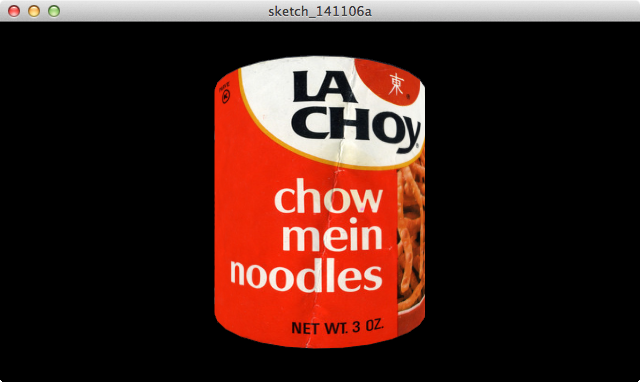 sketch_141106a
LA
CHOY
東
chow
mein
noodles
NET WT. 3 OZ.